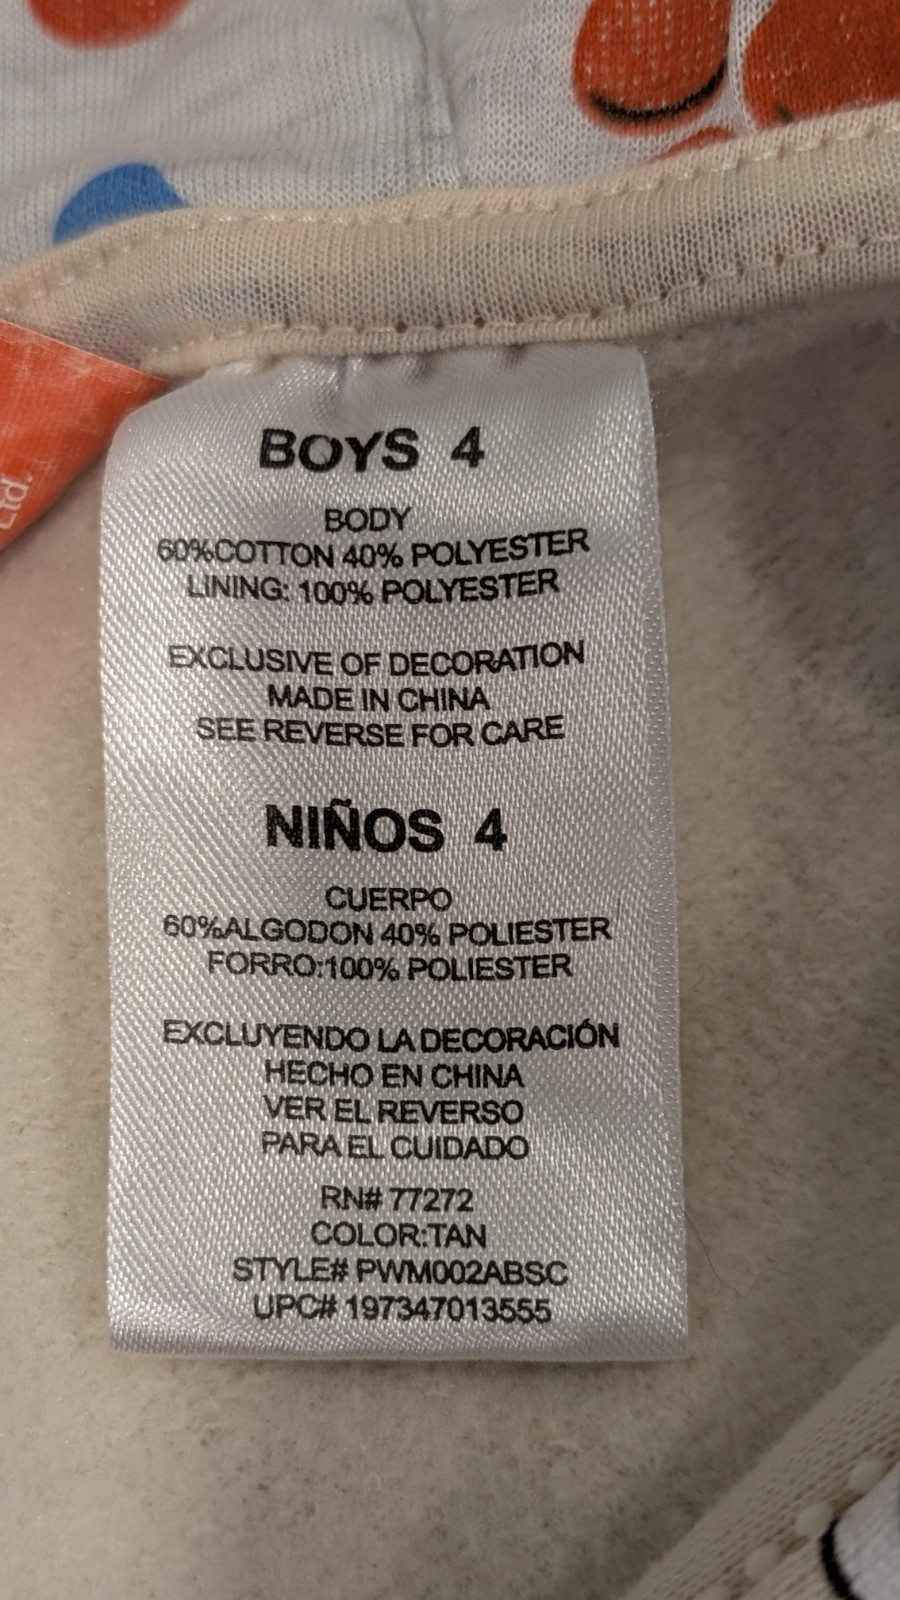 Ltd.
BOYS 4
BODY
60%COTTON 40% POLYESTER
LINING: 100% POLYESTER
EXCLUSIVE OF DECORATION
MADE IN CHINA
SEE REVERSE FOR CARE
NIÑOS 4
CUERPO
60%ALGODON 40% POLIESTER
FORRO:100% POLIESTER
EXCLUYENDO LA DECORACIÓN
HECHO EN CHINA
VER EL REVERSO
PARA EL CUIDADO
RN# 77272
COLOR:TAN
STYLE# PWM002ABSC
UPC# 197347013555